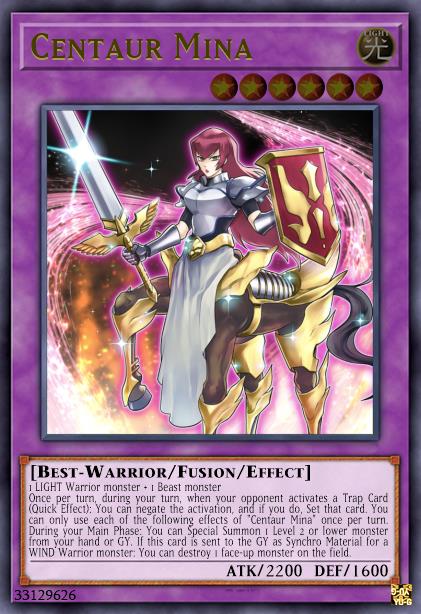 CENTAUR MINA
LIGHT
光
[BEST-WARRIOR/FUSION/EFFECT]
1 LIGHT Warrior monster + 1 Beast monster
Once per turn, during your turn, when your opponent activates a Trap Card
(Quick Effect): You can negate the activation, and if you do, Set that card. You
can only use each of the following effects of "Centaur Mina" once per turn.
During your Main Phase: You can Special Summon 1 Level 2 or lower monster
from your hand or GY. If this card is sent to the GY as Synchro Material for a
WIND Warrior monster: You can destroy 1 face-up monster on the field.
ATK/2200 DEF/1600
33129626